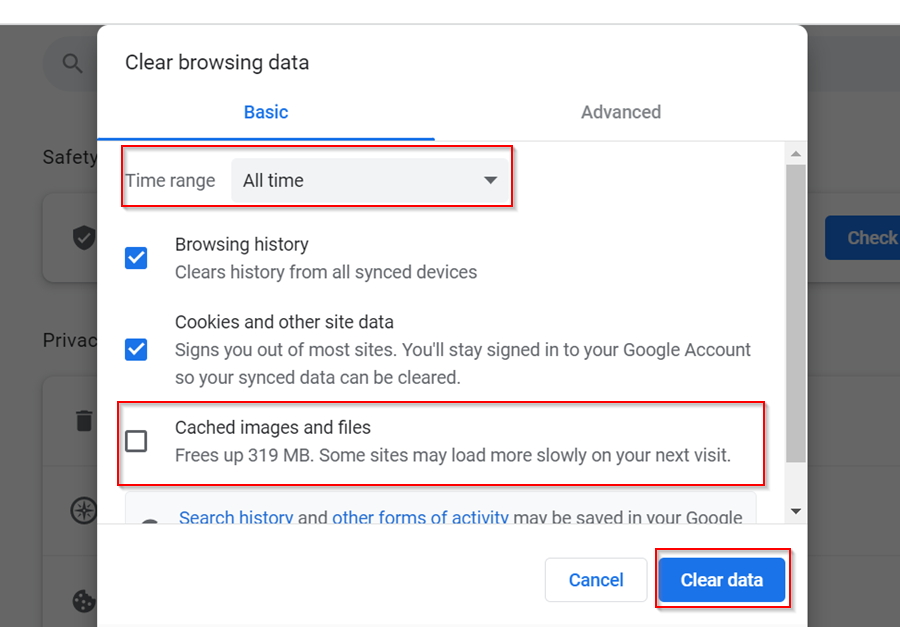 Clear browsing data
Basic
Advanced
Safety
Time range
All time
Check
Browsing history
Clears history from all synced devices
Cookies and other site data
Signs you out of most sites. You'll stay signed in to your Google Account
so your synced data can be cleared.
Privac
Cached images and files
Frees up 319 MB. Some sites may load more slowly on your next visit.
Search history and other forms of activity may be saved in your Google
Cancel
Clear data